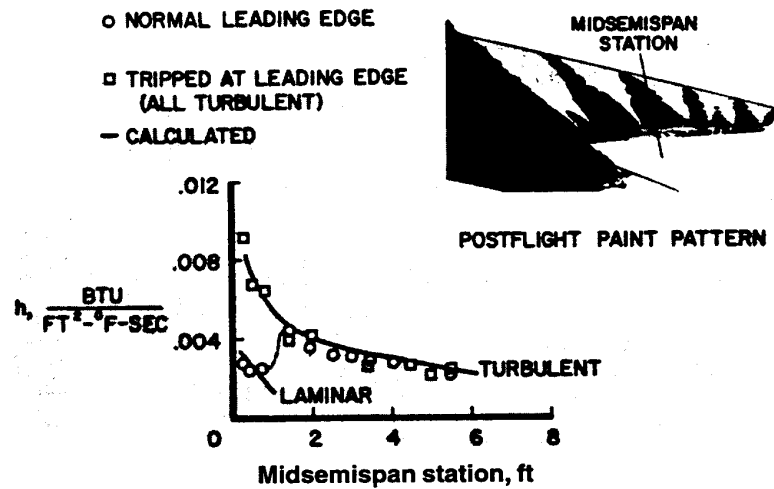 ○ NORMAL LEADING EDGE
□ TRIPPED AT LEADING EDGE
(ALL TURBULENT)
— CALCULATED
MIDSEMISPAN
STATION
POSTFLIGHT PAINT PATTERN
.012
.008
.004
h, BTU
FT²-°F-SEC
TURBULENT
LAMINAR
0 2 4 6 8
Midsemispan station, ft